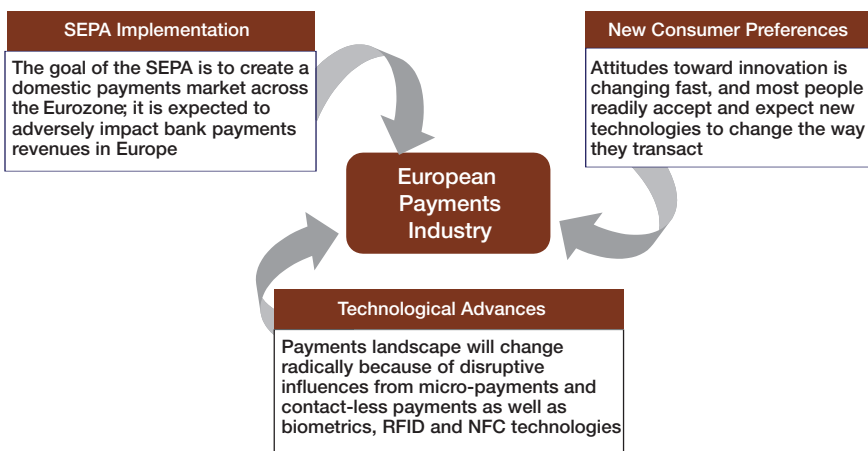 SEPA Implementation
The goal of the SEPA is to create a
domestic payments market across
the Eurozone; it is expected to
adversely impact bank payments
revenues in Europe
New Consumer Preferences
Attitudes toward innovation is
changing fast, and most people
readily accept and expect new
technologies to change the way
they transact
European
Payments
Industry
Technological Advances
Payments landscape will change
radically because of disruptive
influences from micro-payments and
contact-less payments as well as
biometrics, RFID and NFC technologies